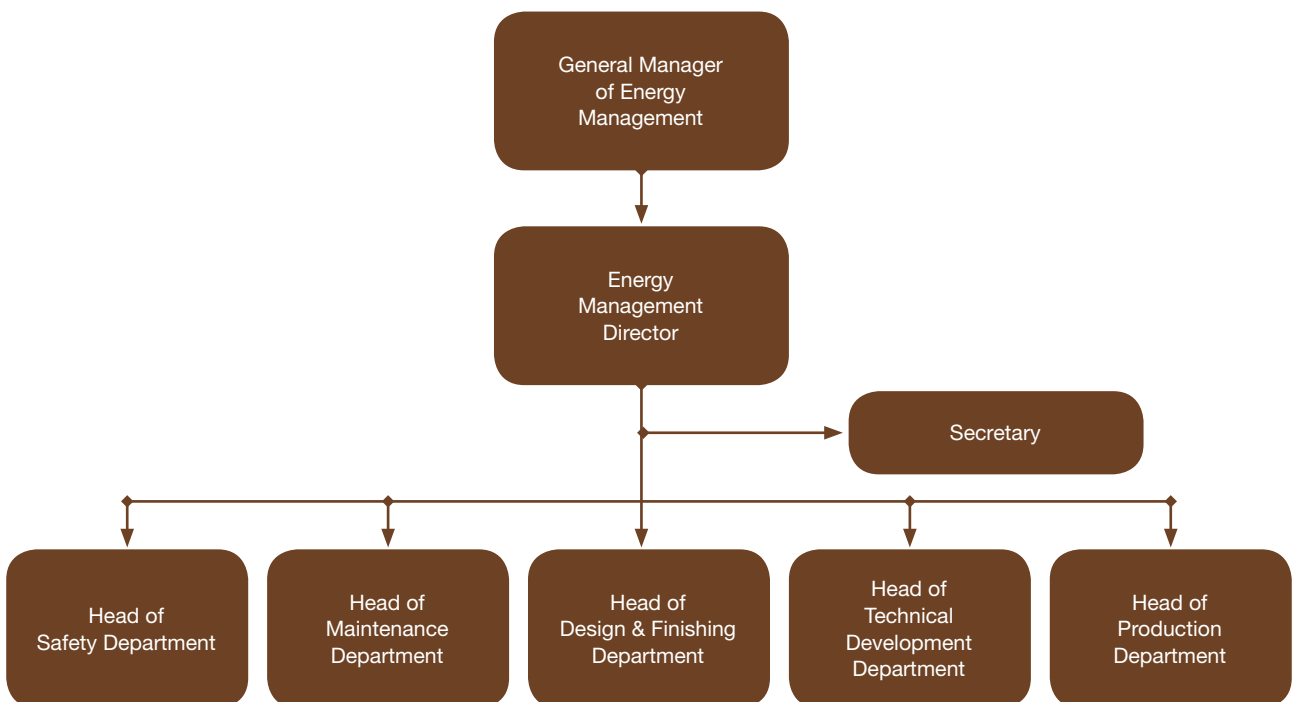 General Manager
of Energy
Management
Energy
Management
Director
Secretary
Head of
Safety Department
Head of
Maintenance
Department
Head of
Design & Finishing
Department
Head of
Technical
Development
Department
Head of
Production
Department